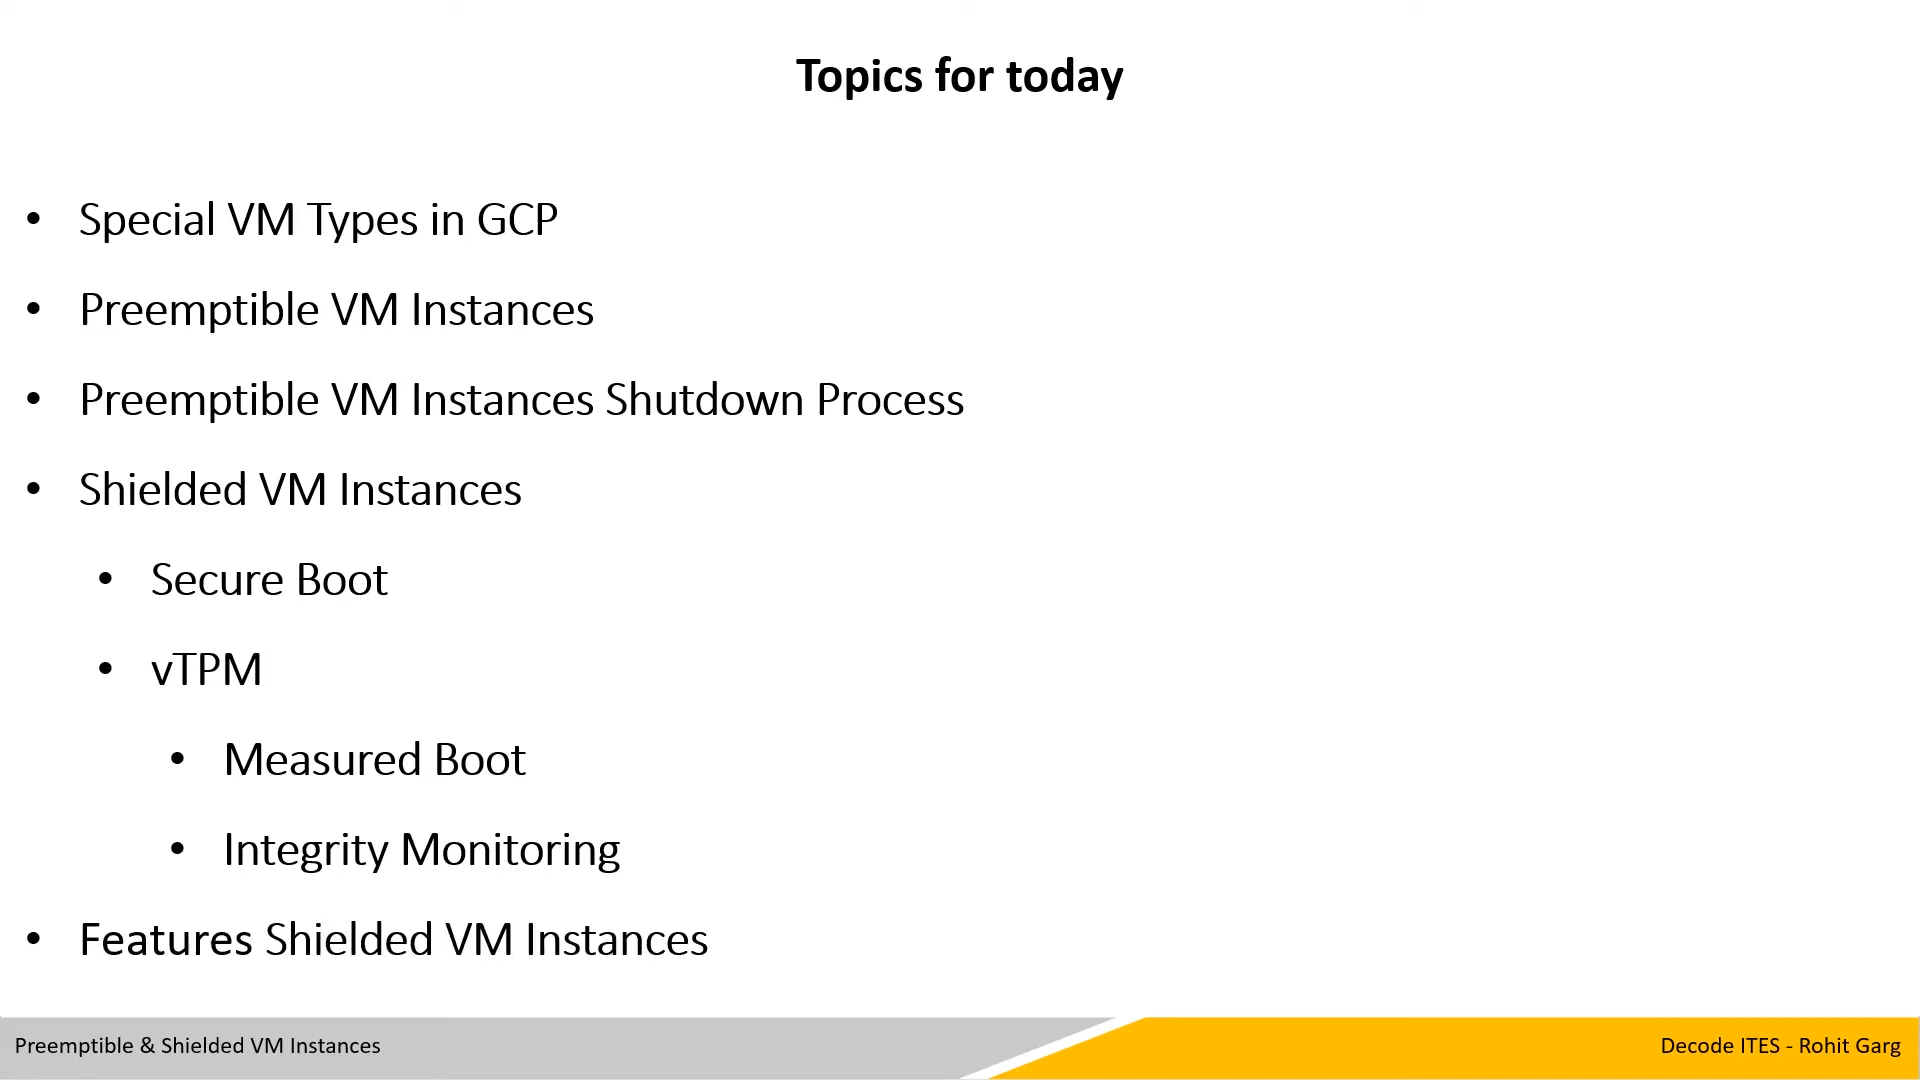 Topics for today
• Special VM Types in GCP
• Preemptible VM Instances
• Preemptible VM Instances Shutdown Process
• Shielded VM Instances
• Secure Boot
• vTPM
• Measured Boot
• Integrity Monitoring
• Features Shielded VM Instances
Preemptible & Shielded VM Instances
Decode ITES - Rohit Garg